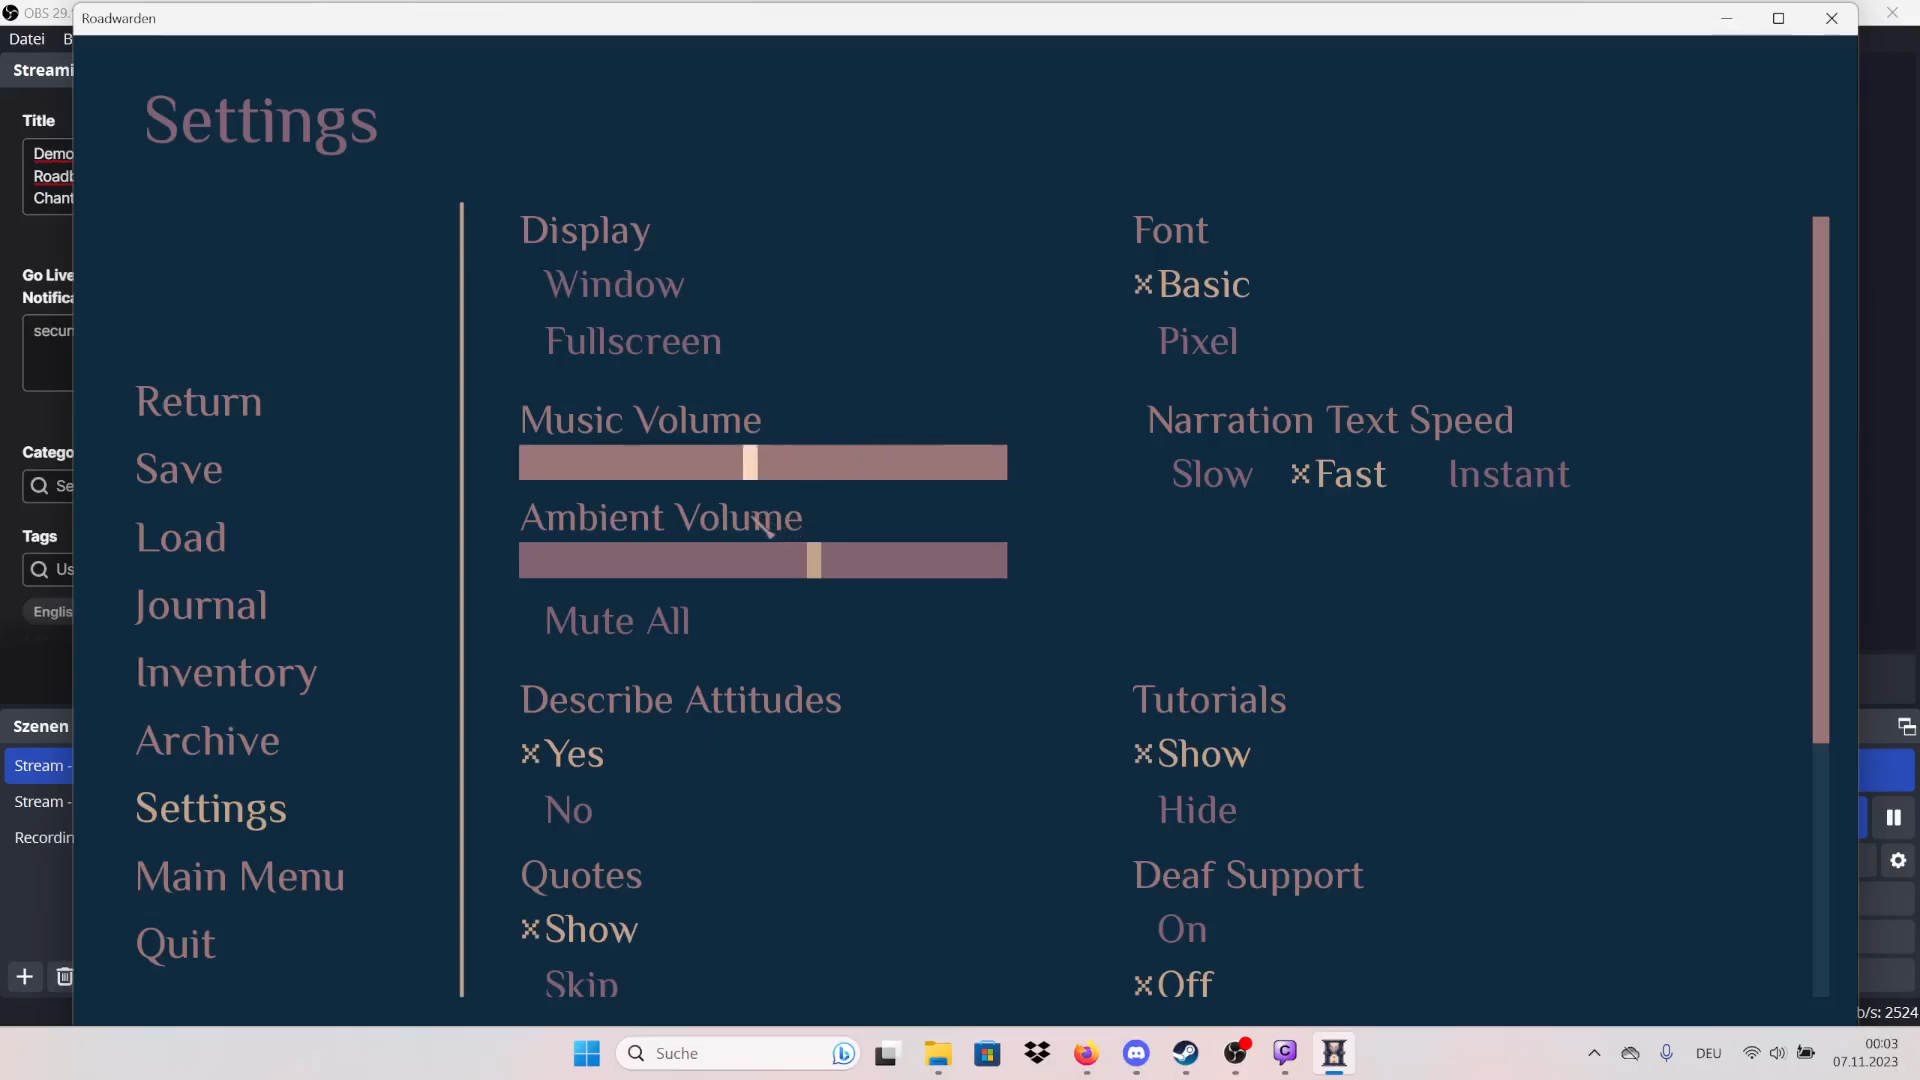 OBS 29.
Roadwarden
Datei
Streami
Title
Demo
Roadb
Chant
Go Live
Notifica
secur
Catego
Se
Tags
Us
Englis
Szenen
Stream -
Stream -
Recordin
Settings
Return
Save
Load
Journal
Inventory
Archive
Settings
Main Menu
Quit
Display
Window
Fullscreen
Music Volume
Ambient Volume
Mute All
Describe Attitudes
×Yes
No
Quotes
×Show
Skip
Font
×Basic
Pixel
Narration Text Speed
Slow ×Fast Instant
Tutorials
×Show
Hide
Deaf Support
On
×Off
b/s: 2524
Suche
DEU
00:03
07.11.2023